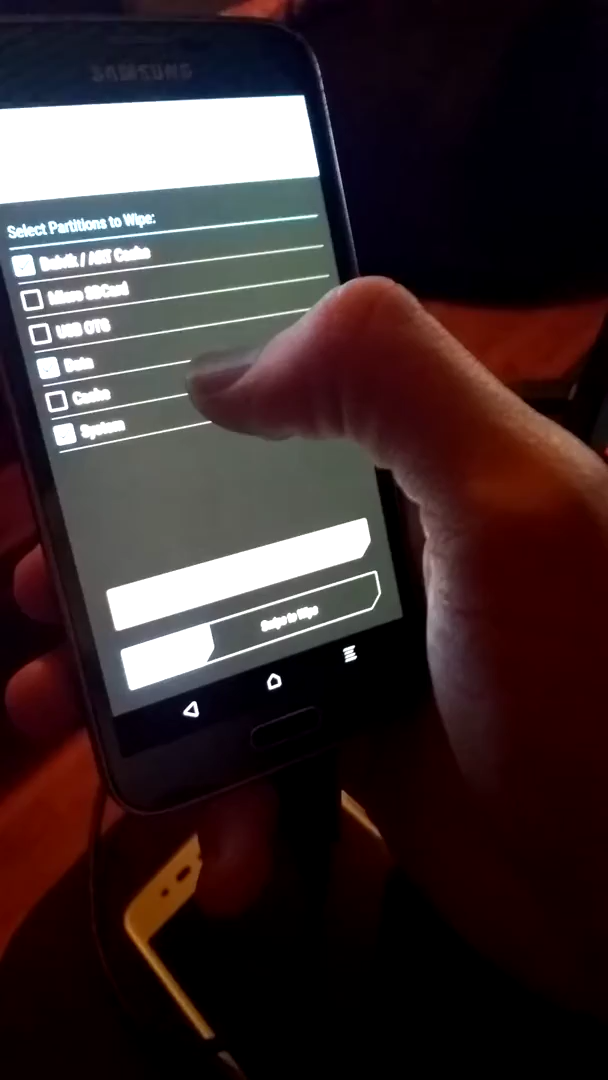 SAMSUNG
Select Partitions to Wipe:
Dalvik / ART Cache
Micro SDCard
USB OTG
Data
Cache
System
Swipe to Wipe